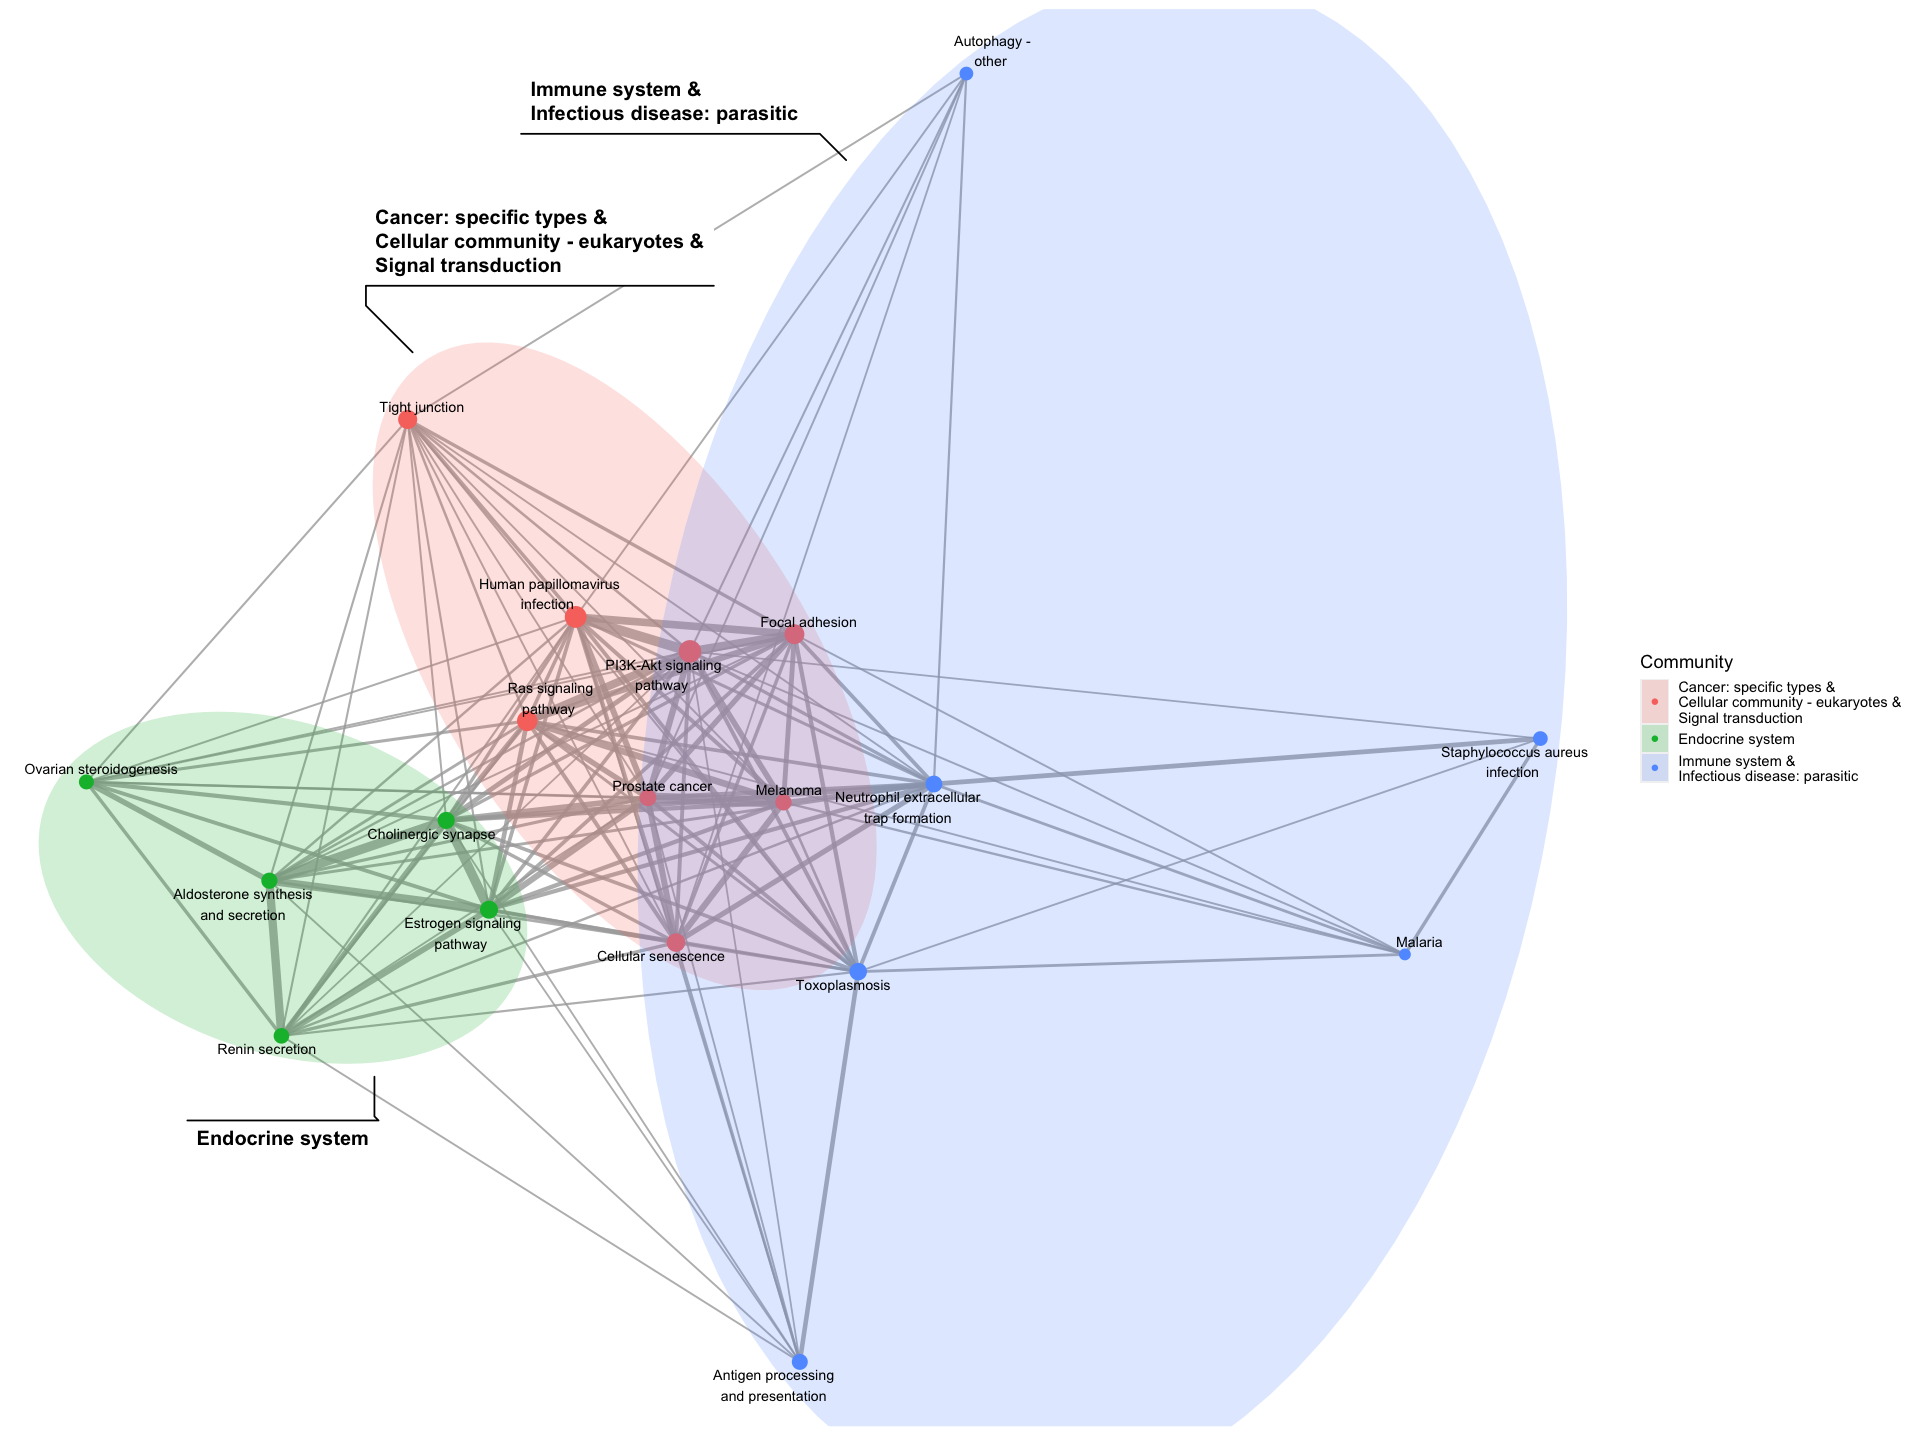 Autophagy -
other
Immune system &
Infectious disease: parasitic
Cancer: specific types &
Cellular community - eukaryotes &
Signal transduction
Tight junction
Human papillomavirus
infection
Focal adhesion
PI3K-Akt signaling
pathway
Ras signaling
pathway
Community
Cancer: specific types &
Cellular community - eukaryotes &
Signal transduction
Endocrine system
Immune system &
Infectious disease: parasitic
Staphylococcus aureus
infection
Ovarian steroidogenesis
Prostate cancer
Melanoma
Neutrophil extracellular
trap formation
Cholinergic synapse
Aldosterone synthesis
and secretion
Estrogen signaling
pathway
Cellular senescence
Malaria
Toxoplasmosis
Renin secretion
Endocrine system
Antigen processing
and presentation